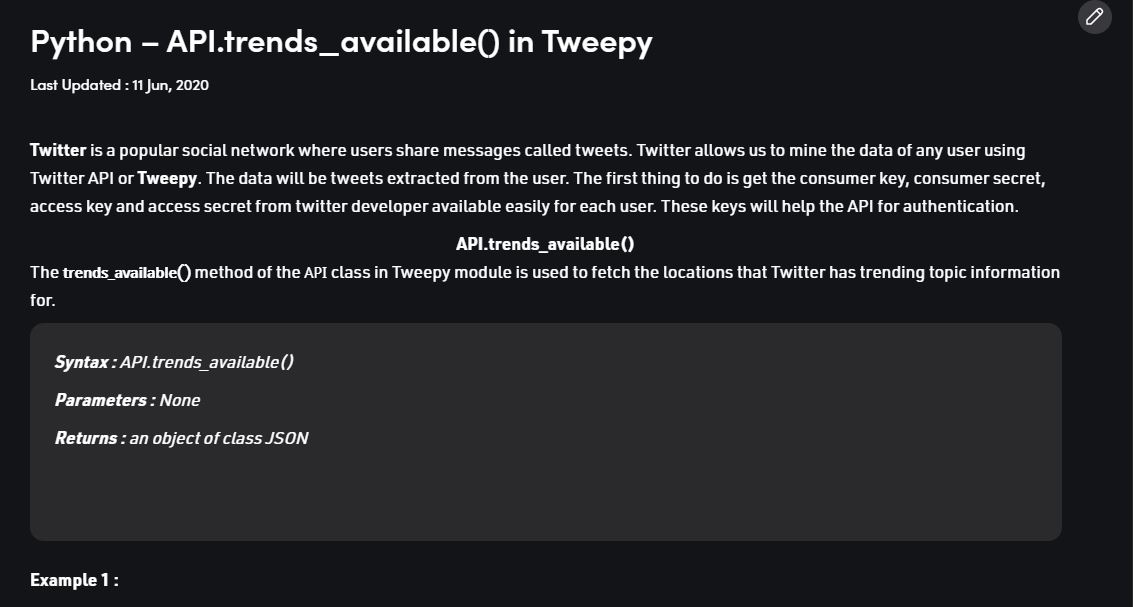 Python – API.trends_available() in Tweepy
Last Updated : 11 Jun, 2020
Twitter is a popular social network where users share messages called tweets. Twitter allows us to mine the data of any user using
Twitter API or Tweepy. The data will be tweets extracted from the user. The first thing to do is get the consumer key, consumer secret,
access key and access secret from twitter developer available easily for each user. These keys will help the API for authentication.
API.trends_available()
The trends_available() method of the API class in Tweepy module is used to fetch the locations that Twitter has trending topic information
for.
Syntax : API.trends_available()
Parameters : None
Returns : an object of class JSON
Example 1 :